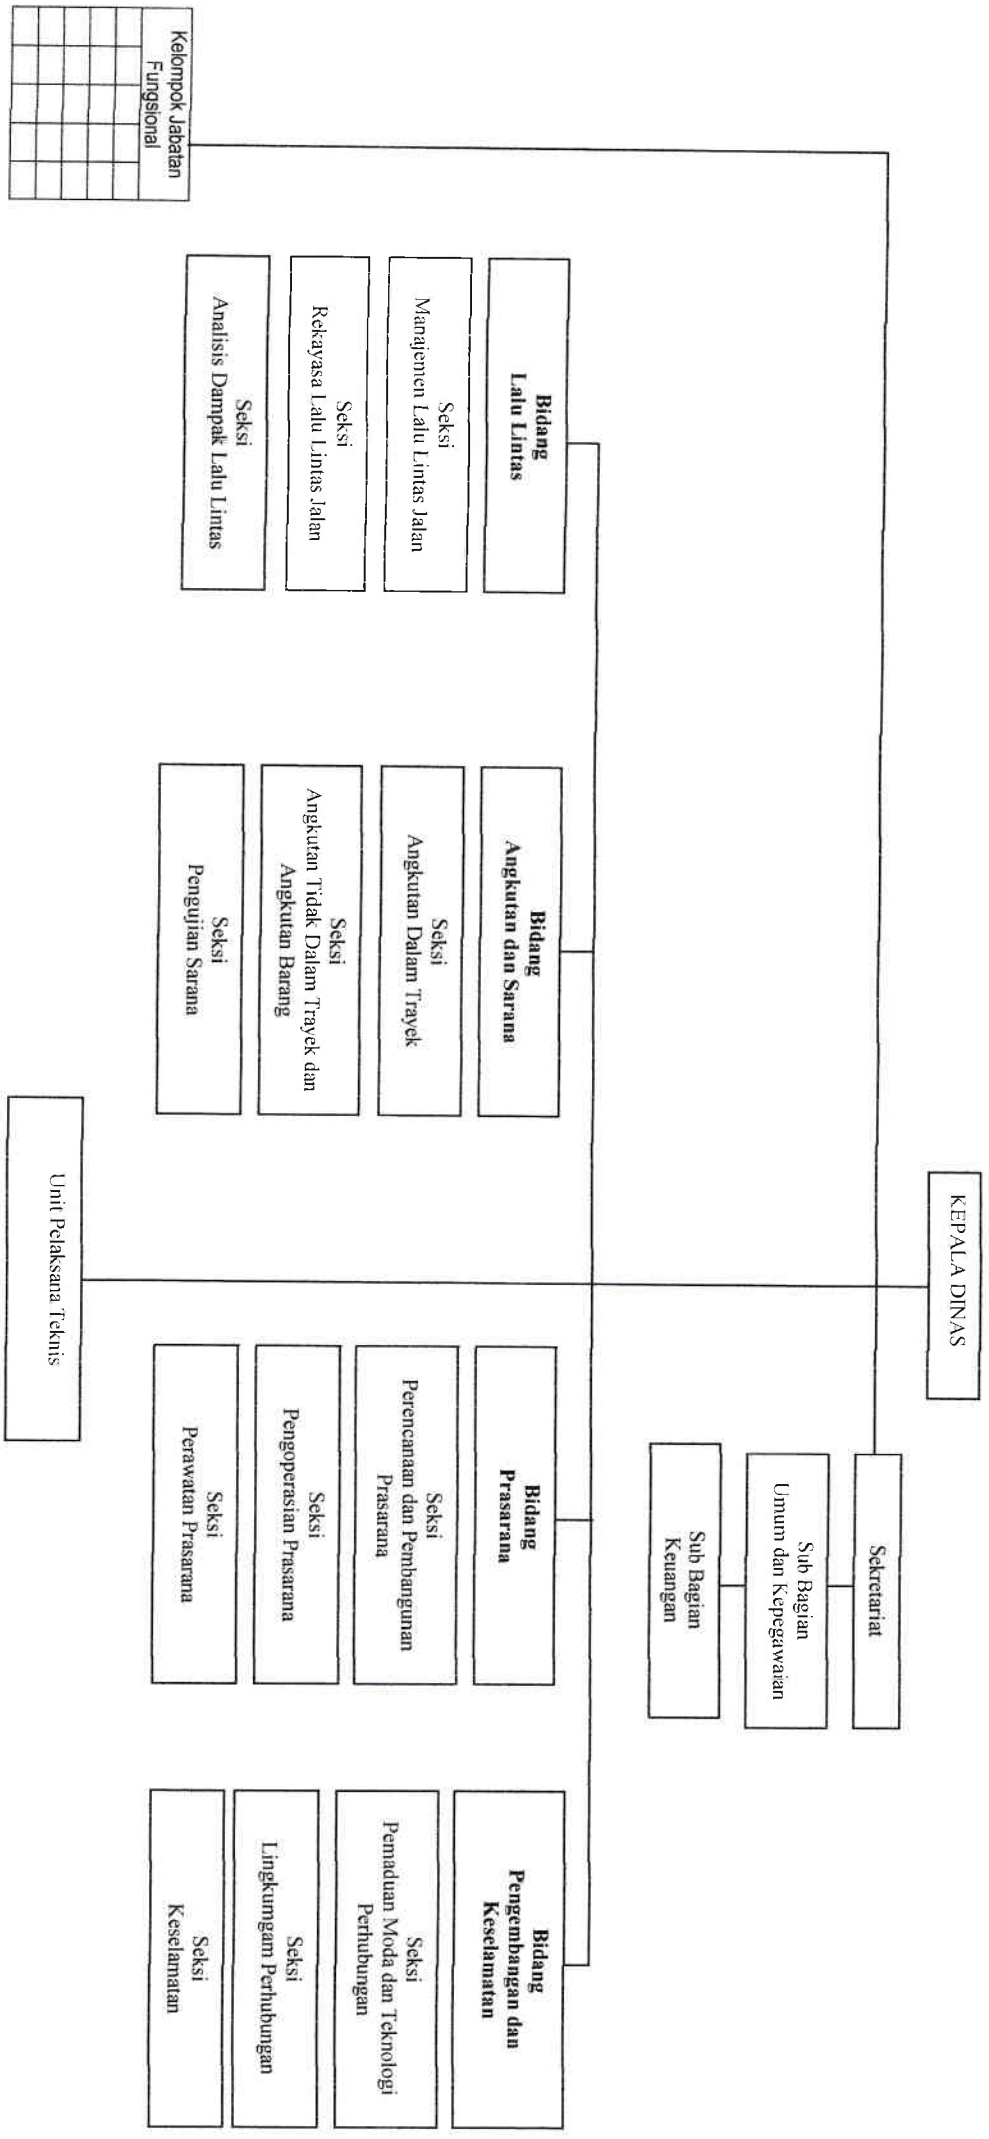 KEPALA DINAS
Sekretariat
Sub Bagian
Umum dan Kepegawaian
Sub Bagian
Keuangan
Kelompok Jabatan
Fungsional
Bidang
Lalu Lintas
Seksi
Manajemen Lalu Lintas Jalan
Seksi
Rekayasa Lalu Lintas Jalan
Seksi
Analisis Dampak Lalu Lintas
Bidang
Angkutan dan Sarana
Seksi
Angkutan Dalam Trayek
Seksi
Angkutan Tidak Dalam Trayek dan
Angkutan Barang
Seksi
Pengujian Sarana
Bidang
Prasarana
Seksi
Perencanaan dan Pembangunan
Prasarana
Seksi
Pengoperasian Prasarana
Seksi
Perawatan Prasarana
Bidang
Pengembangan dan
Keselamatan
Seksi
Pemaduan Moda dan Teknologi
Perhubungan
Seksi
Lingkumgam Perhubungan
Seksi
Keselamatan
Unit Pelaksana Teknis